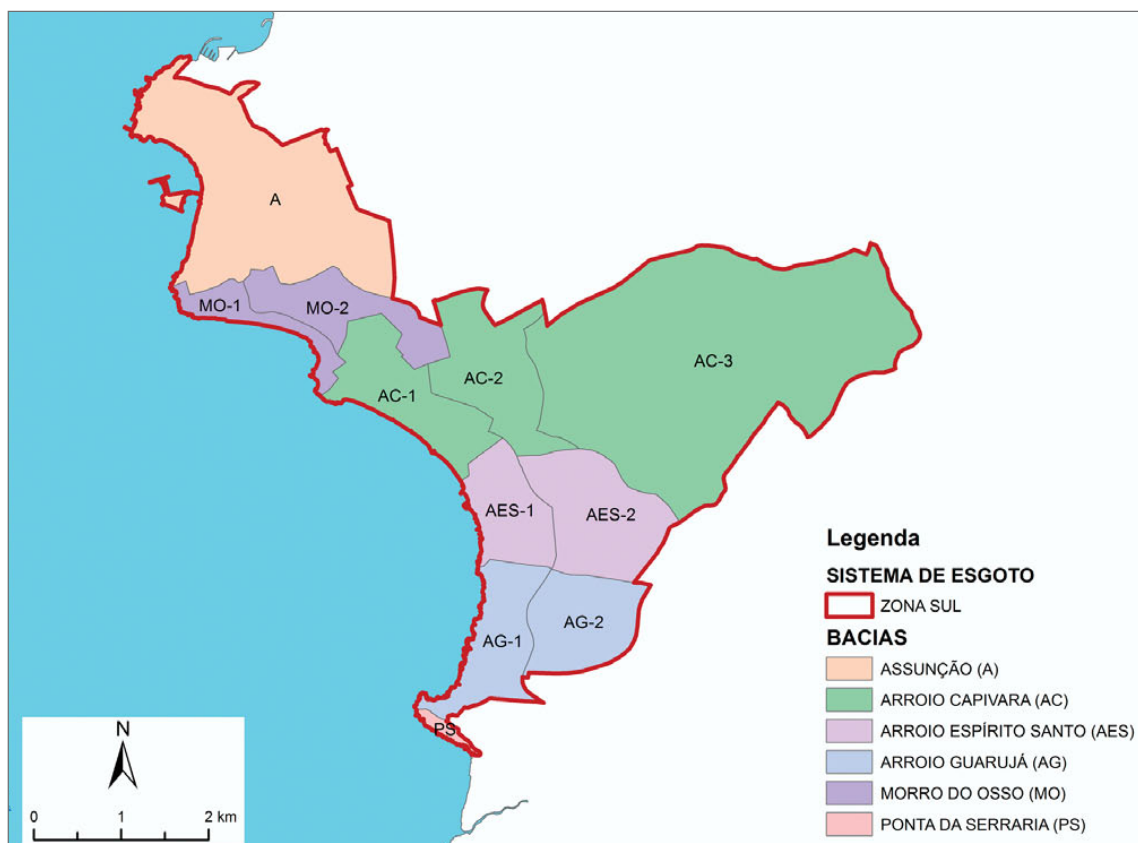 A
MO-1
MO-2
AC-3
AC-2
AC-1
AES-1
AES-2
AG-2
AG-1
PS
Legenda
SISTEMA DE ESGOTO
ZONA SUL
BACIAS
ASSUNÇÃO (A)
ARROIO CAPIVARA (AC)
ARROIO ESPÍRITO SANTO (AES)
ARROIO GUARUJÁ (AG)
MORRO DO OSSO (MO)
PONTA DA SERRARIA (PS)
N
0 1 2 km